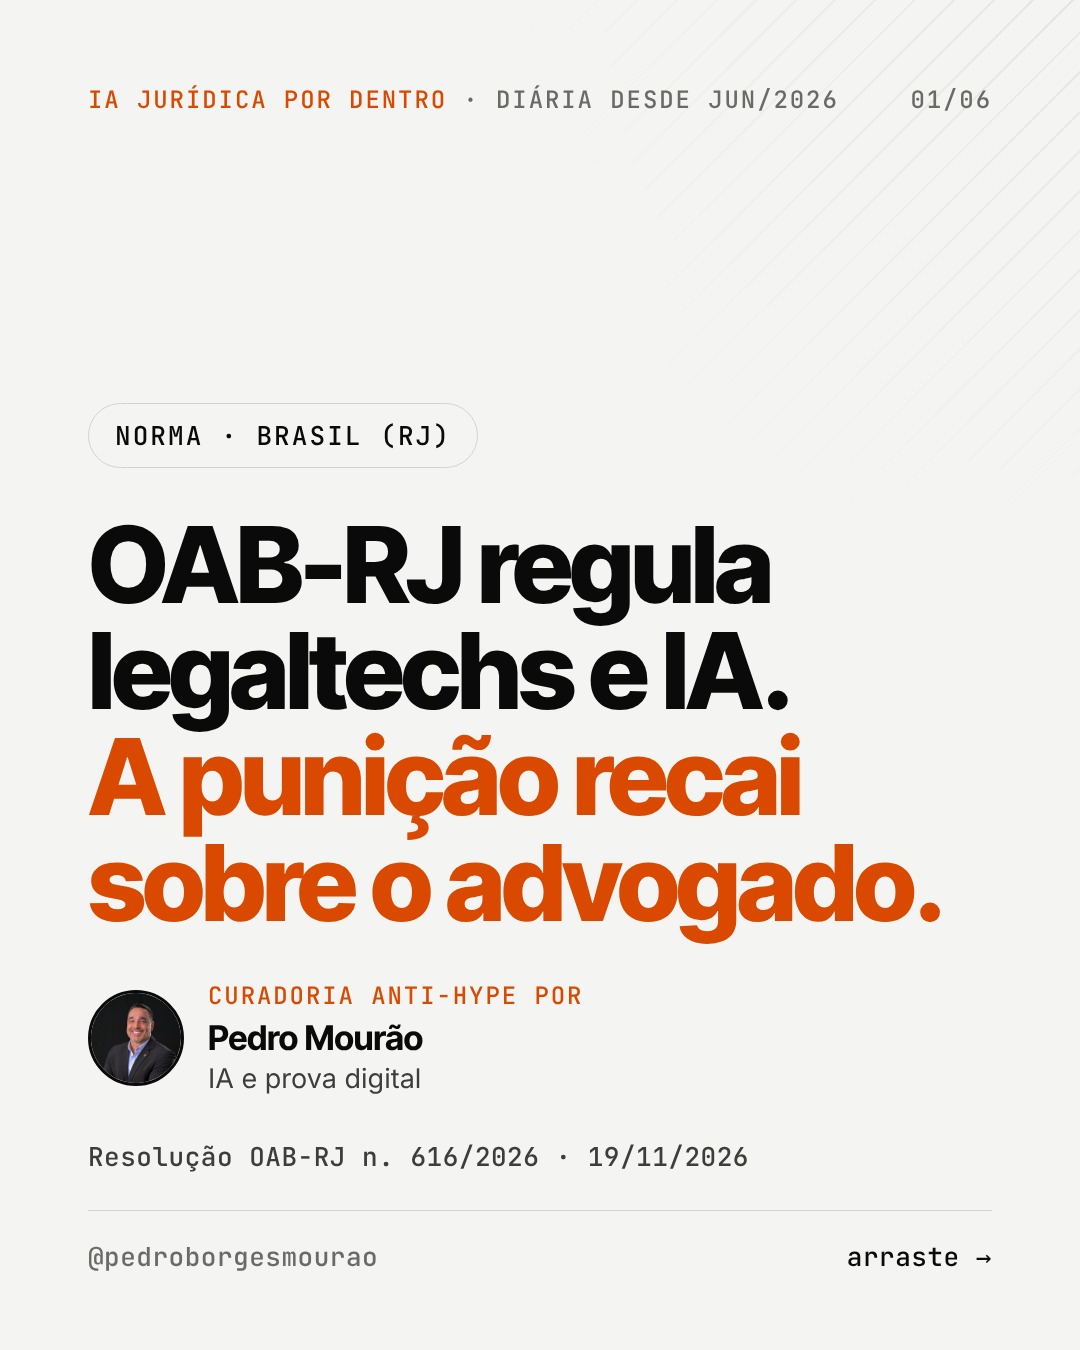 IA JURÍDICA POR DENTRO · DIÁRIA DESDE JUN/2026 01/06
NORMA · BRASIL (RJ)
OAB-RJ regula
legaltechs e IA.
A punição recai
sobre o advogado.
CURADORIA ANTI-HYPE POR
Pedro Mourão
IA e prova digital
Resolução OAB-RJ n. 616/2026 · 19/11/2026
@pedroborgesmourao arraste →